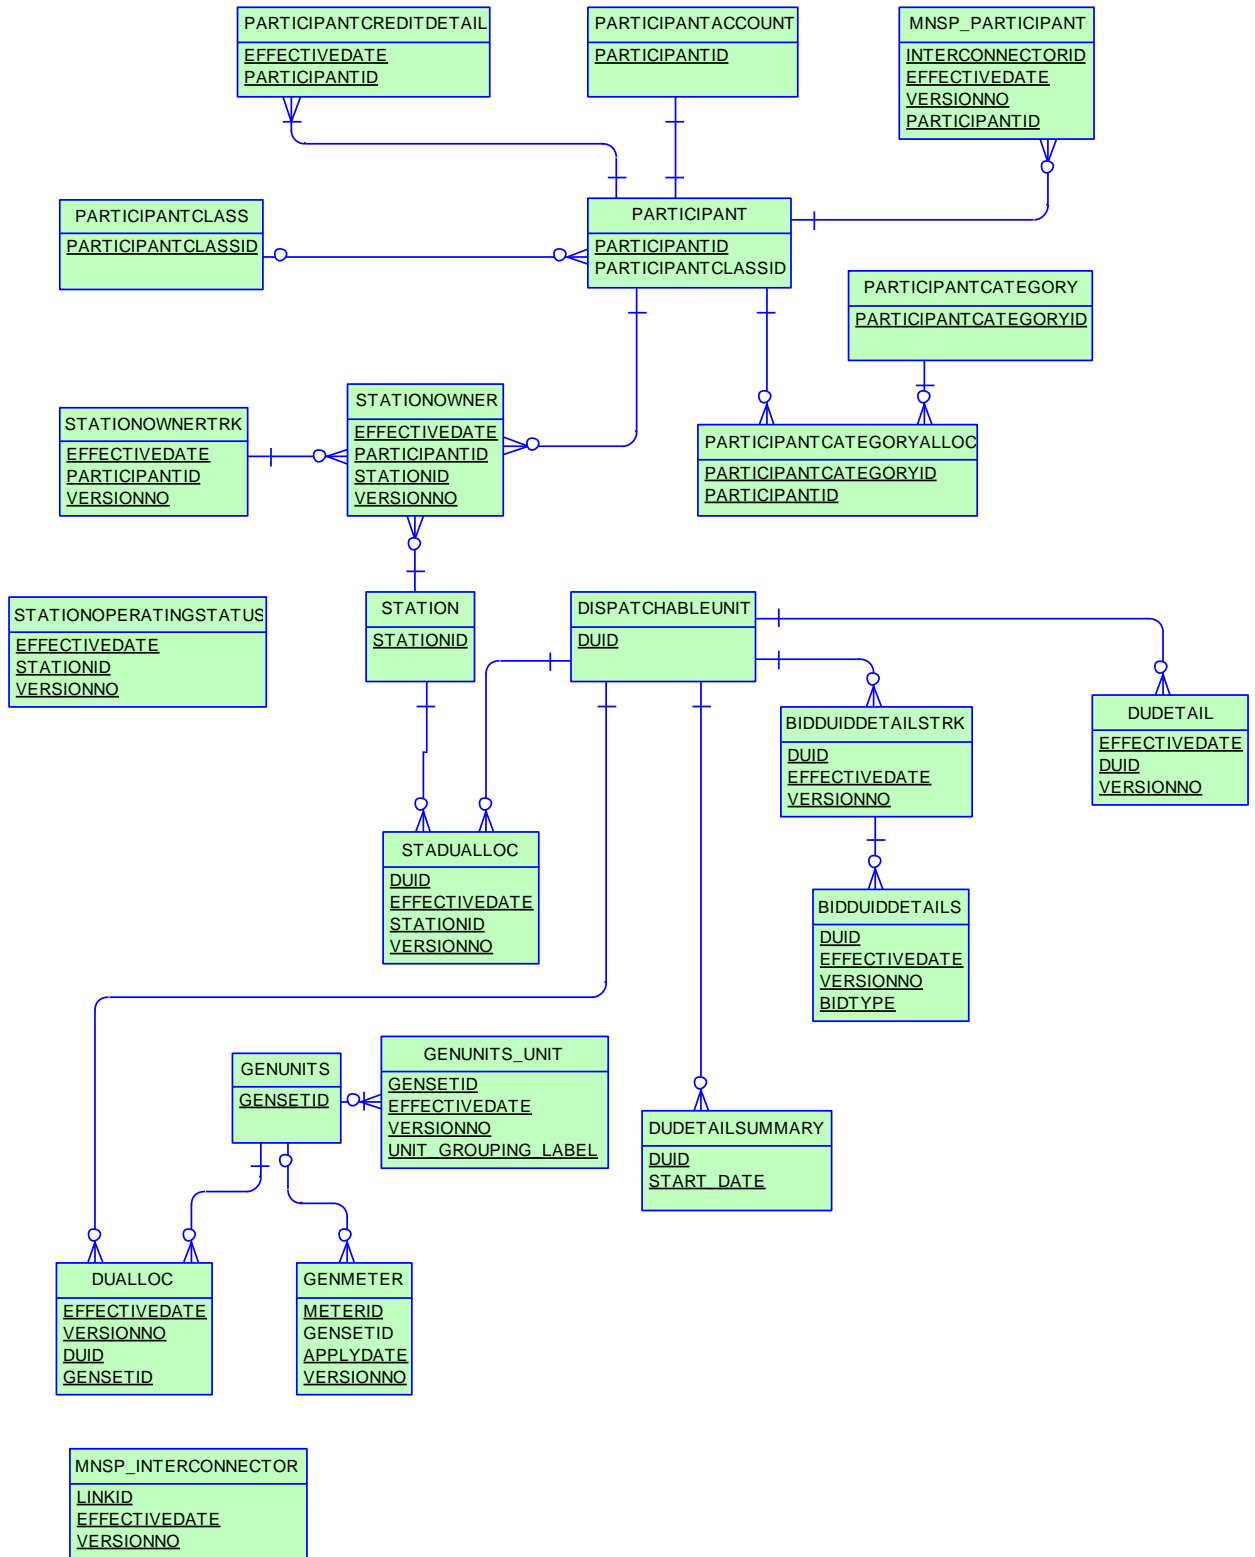 PARTICIPANTCREDITDETAIL
EFFECTIVEDATE
PARTICIPANTID
PARTICIPANTACCOUNT
PARTICIPANTID
MNSP_PARTICIPANT
INTERCONNECTORID
EFFECTIVEDATE
VERSIONNO
PARTICIPANTID
PARTICIPANTCLASS
PARTICIPANTCLASSID
PARTICIPANT
PARTICIPANTID
PARTICIPANTCLASSID
PARTICIPANTCATEGORY
PARTICIPANTCATEGORYID
STATIONOWNERTRK
EFFECTIVEDATE
PARTICIPANTID
VERSIONNO
STATIONOWNER
EFFECTIVEDATE
PARTICIPANTID
STATIONID
VERSIONNO
PARTICIPANTCATEGORYALLOC
PARTICIPANTCATEGORYID
PARTICIPANTID
STATIONOPERATINGSTATUS
EFFECTIVEDATE
STATIONID
VERSIONNO
STATION
STATIONID
DISPATCHABLEUNIT
DUID
BIDDUIDDETAILSTRK
DUID
EFFECTIVEDATE
VERSIONNO
DUDETAIL
EFFECTIVEDATE
DUID
VERSIONNO
STADUALLOC
DUID
EFFECTIVEDATE
STATIONID
VERSIONNO
BIDDUIDDETAILS
DUID
EFFECTIVEDATE
VERSIONNO
BIDTYPE
GENUNITS
GENSETID
GENUNITS_UNIT
GENSETID
EFFECTIVEDATE
VERSIONNO
UNIT_GROUPING_LABEL
DUDETAILSUMMARY
DUID
START_DATE
DUALLOC
EFFECTIVEDATE
VERSIONNO
DUID
GENSETID
GENMETER
METERID
GENSETID
APPLYDATE
VERSIONNO
MNSP_INTERCONNECTOR
LINKID
EFFECTIVEDATE
VERSIONNO